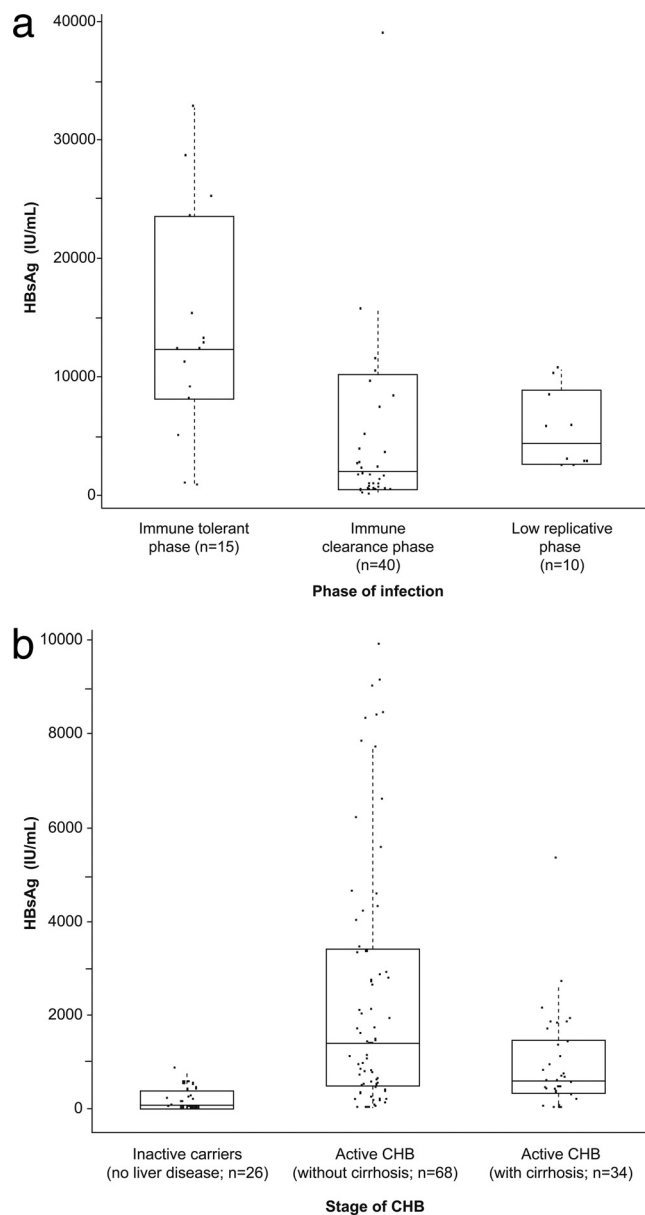 a
40000
30000
20000
10000
0
HBsAg (IU/mL)
Immune tolerant
phase (n=15)
Immune
clearance phase
(n=40)
Low replicative
phase
(n=10)
Phase of infection
b
10000
8000
6000
4000
2000
0
HBsAg (IU/mL)
Inactive carriers
(no liver disease; n=26)
Active CHB
(without cirrhosis; n=68)
Active CHB
(with cirrhosis; n=34)
Stage of CHB